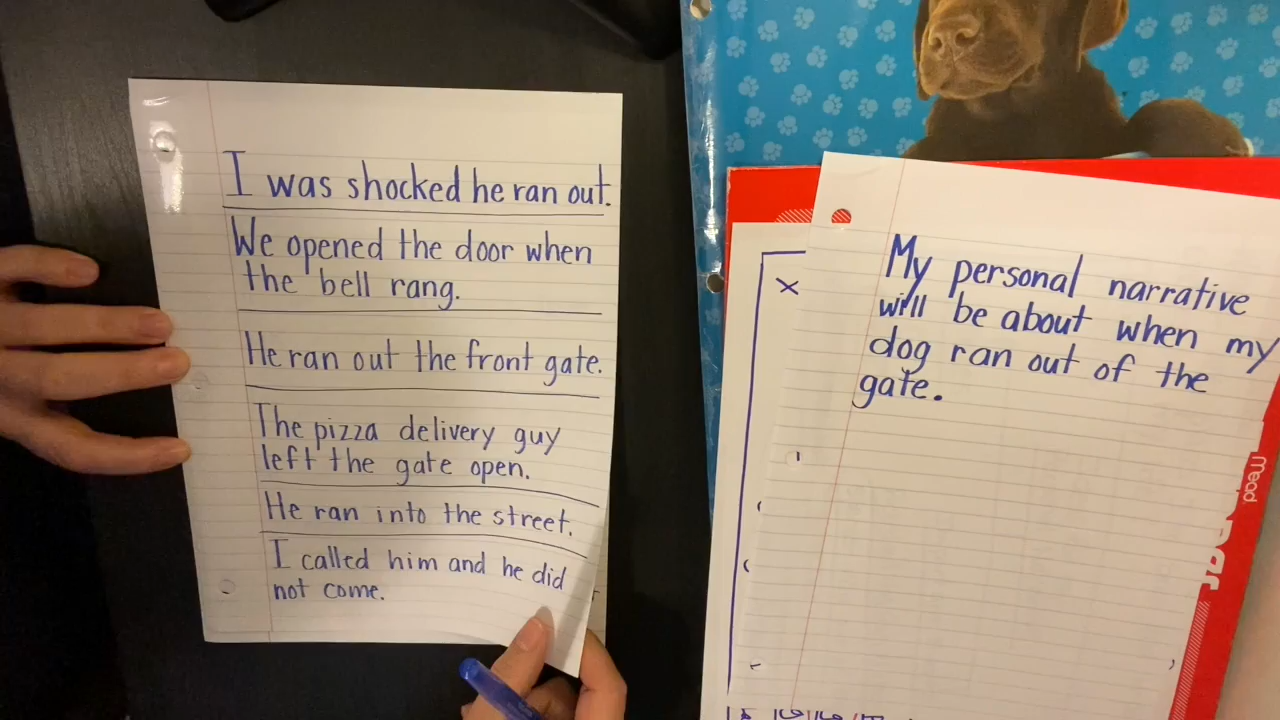 I was shocked he ran out.
We opened the door when
the bell rang.
He ran out the front gate.
The pizza delivery guy
left the gate open.
He ran into the street.
I called him and he did
not come.
My personal narrative
will be about when my
dog ran out of the
gate.
x
Mead